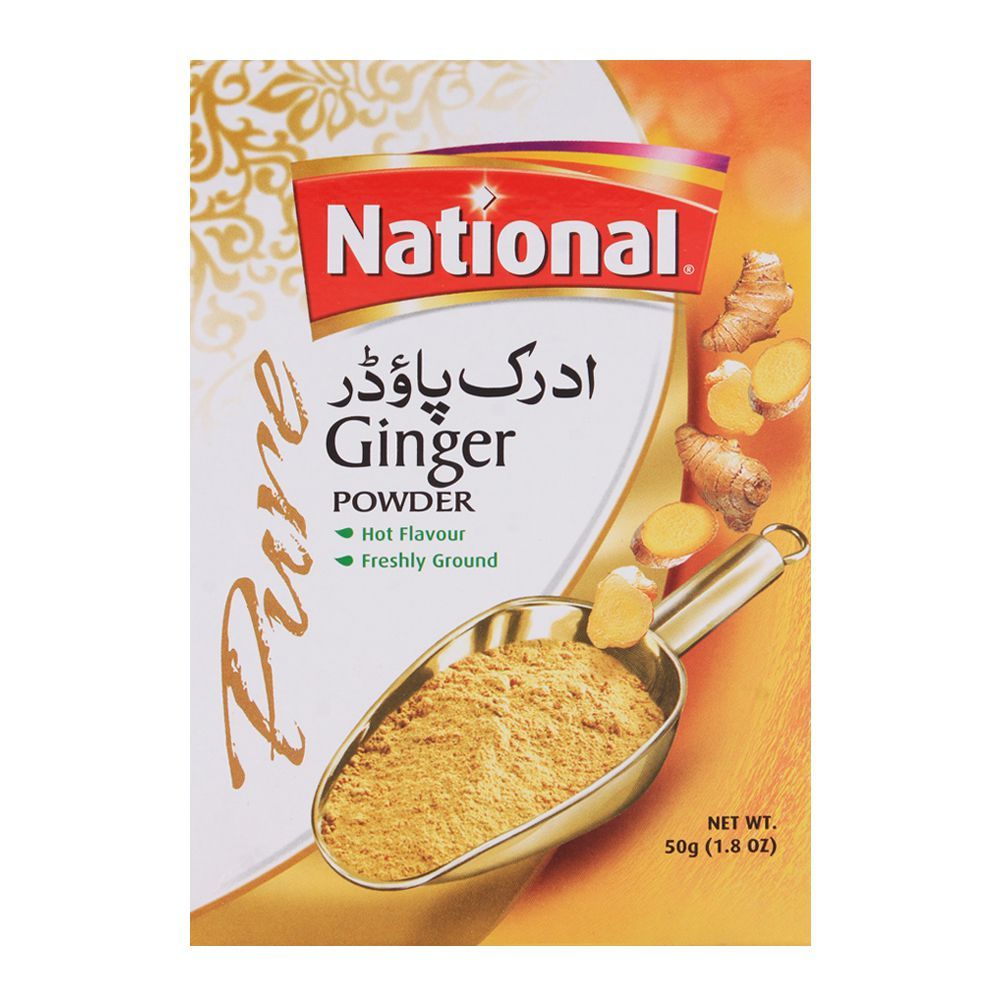 National®
ادرک پاؤڈر
Ginger
POWDER
Hot Flavour
Freshly Ground
Pure
NET WT.
50g (1.8 OZ)